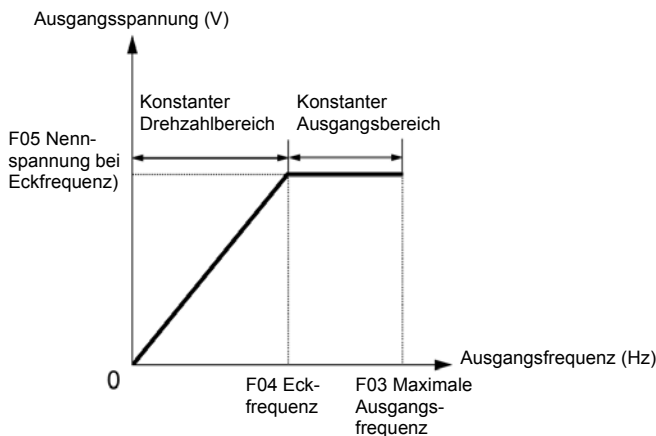 Ausgangsspannung (V)
Konstanter
Drehzahlbereich
Konstanter
Ausgangsbereich
F05 Nenn-
spannung bei
Eckfrequenz)
0
Ausgangsfrequenz (Hz)
F04 Eck-
frequenz
F03 Maximale
Ausgangs-
frequenz